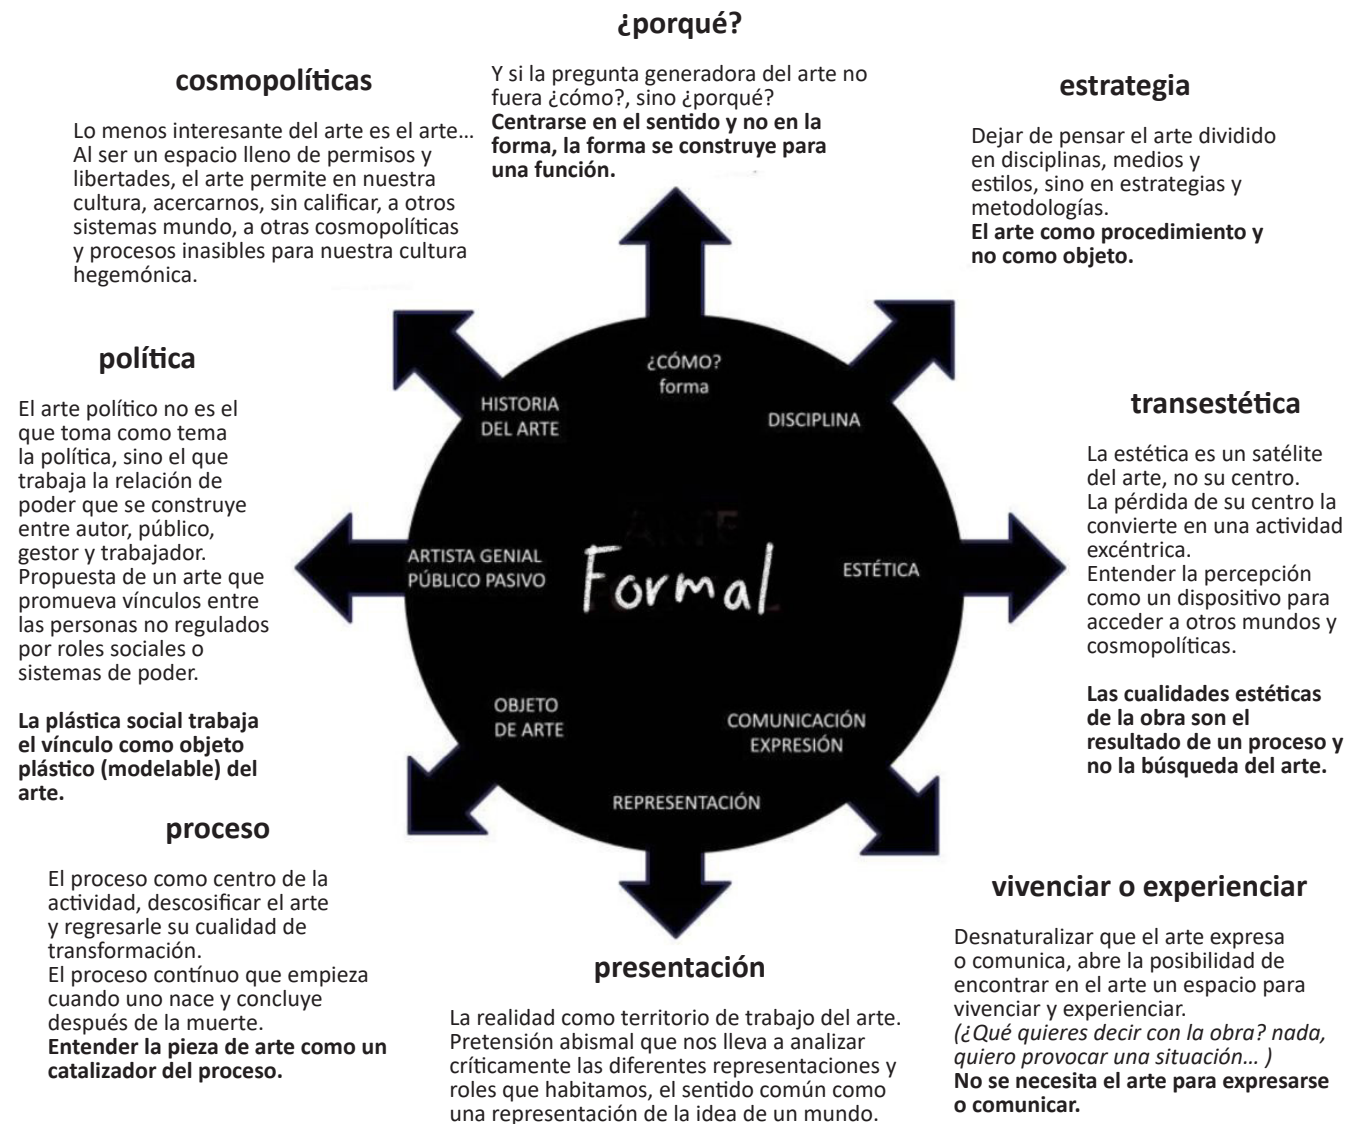 ¿porqué?
Y si la pregunta generadora del arte no
fuera ¿cómo?, sino ¿porqué?
Centrarse en el sentido y no en la
forma, la forma se construye para
una función.
cosmopolíticas
Lo menos interesante del arte es el arte...
Al ser un espacio lleno de permisos y
libertades, el arte permite en nuestra
cultura, acercarnos, sin calificar, a otros
sistemas mundo, a otras cosmopolíticas
y procesos inasibles para nuestra cultura
hegemónica.
estrategia
Dejar de pensar el arte dividido
en disciplinas, medios y
estilos, sino en estrategias y
metodologías.
El arte como procedimiento y
no como objeto.
política
El arte político no es el
que toma como tema
la política, sino el que
trabaja la relación de
poder que se construye
entre autor, público,
gestor y trabajador.
Propuesta de un arte que
promueva vínculos entre
las personas no regulados
por roles sociales o
sistemas de poder.
La plástica social trabaja
el vínculo como objeto
plástico (modelable) del
arte.
¿CÓMO?
forma
HISTORIA
DEL ARTE
DISCIPLINA
ARTISTA GENIAL
PÚBLICO PASIVO
ARTE
Formal
ESTÉTICA
OBJETO
DE ARTE
COMUNICACIÓN
EXPRESIÓN
REPRESENTACIÓN
transestética
La estética es un satélite
del arte, no su centro.
La pérdida de su centro la
convierte en una actividad
excéntrica.
Entender la percepción
como un dispositivo para
acceder a otros mundos y
cosmopolíticas.
Las cualidades estéticas
de la obra son el
resultado de un proceso y
no la búsqueda del arte.
proceso
El proceso como centro de la
actividad, descosificar el arte
y regresarle su cualidad de
transformación.
El proceso contínuo que empieza
cuando uno nace y concluye
después de la muerte.
Entender la pieza de arte como un
catalizador del proceso.
presentación
La realidad como territorio de trabajo del arte.
Pretensión abismal que nos lleva a analizar
críticamente las diferentes representaciones y
roles que habitamos, el sentido común como
una representación de la idea de un mundo.
vivenciar o experienciar
Desnaturalizar que el arte expresa
o comunica, abre la posibilidad de
encontrar en el arte un espacio para
vivenciar y experienciar.
(¿Qué quieres decir con la obra? nada,
quiero provocar una situación... )
No se necesita el arte para expresarse
o comunicar.